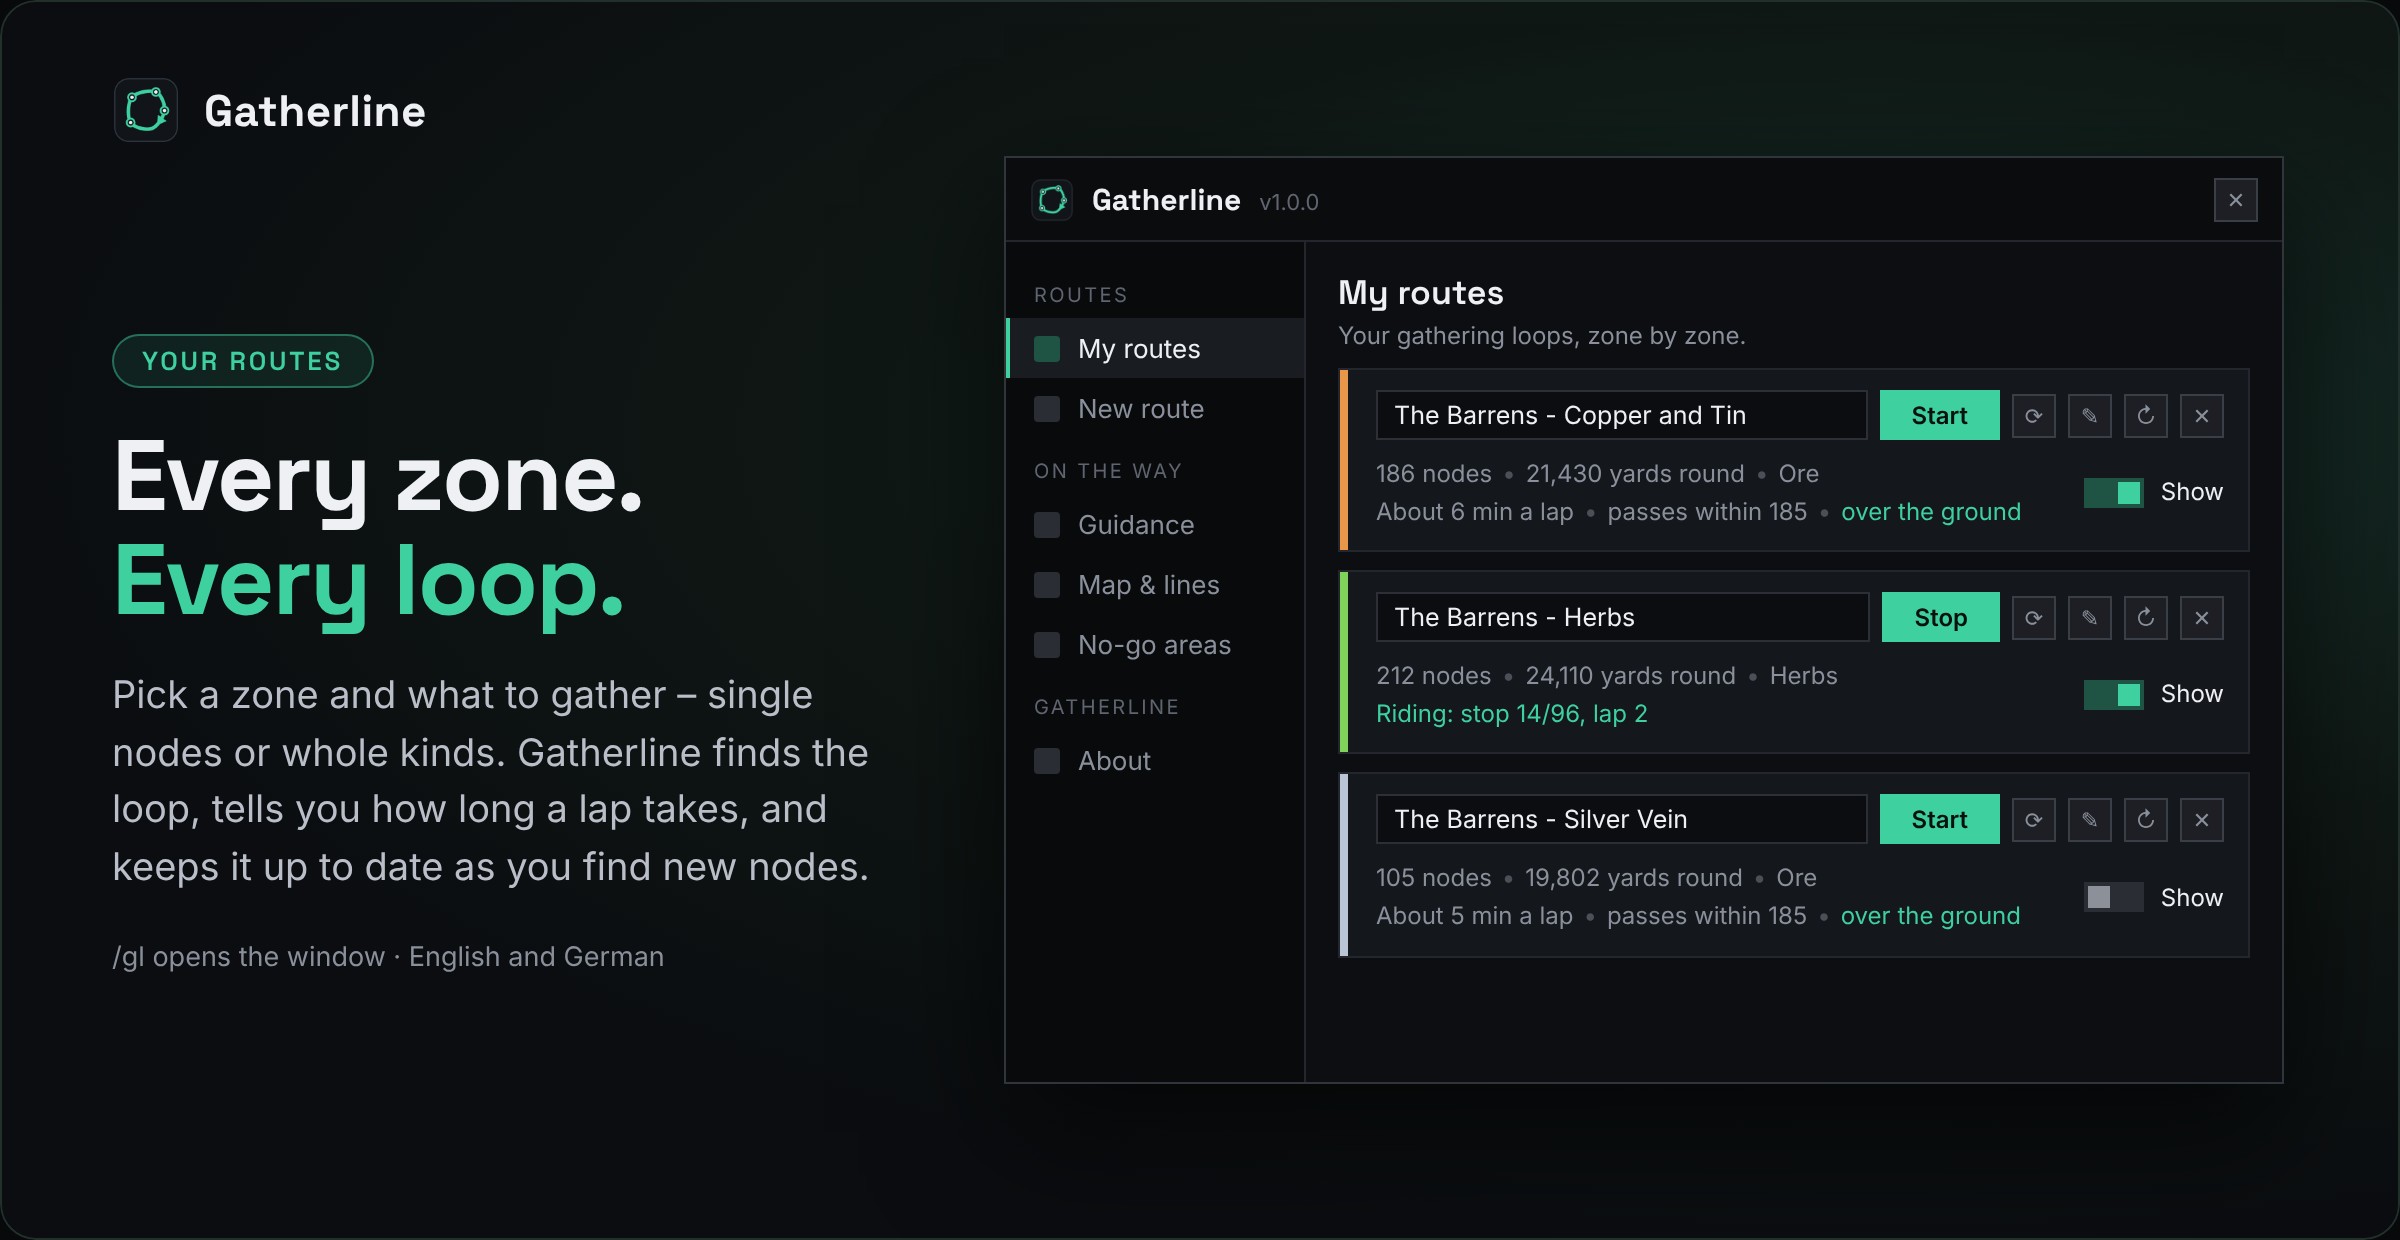 Gatherline
YOUR ROUTES
Every zone.
Every loop.
Pick a zone and what to gather – single
nodes or whole kinds. Gatherline finds the
loop, tells you how long a lap takes, and
keeps it up to date as you find new nodes.
/gl opens the window · English and German
Gatherline v1.0.0
ROUTES
My routes
New route
ON THE WAY
Guidance
Map & lines
No-go areas
GATHERLINE
About
My routes
Your gathering loops, zone by zone.
The Barrens - Copper and Tin Start
186 nodes • 21,430 yards round • Ore
About 6 min a lap • passes within 185 • over the ground
Show
The Barrens - Herbs Stop
212 nodes • 24,110 yards round • Herbs
Riding: stop 14/96, lap 2
Show
The Barrens - Silver Vein Start
105 nodes • 19,802 yards round • Ore
About 5 min a lap • passes within 185 • over the ground
Show